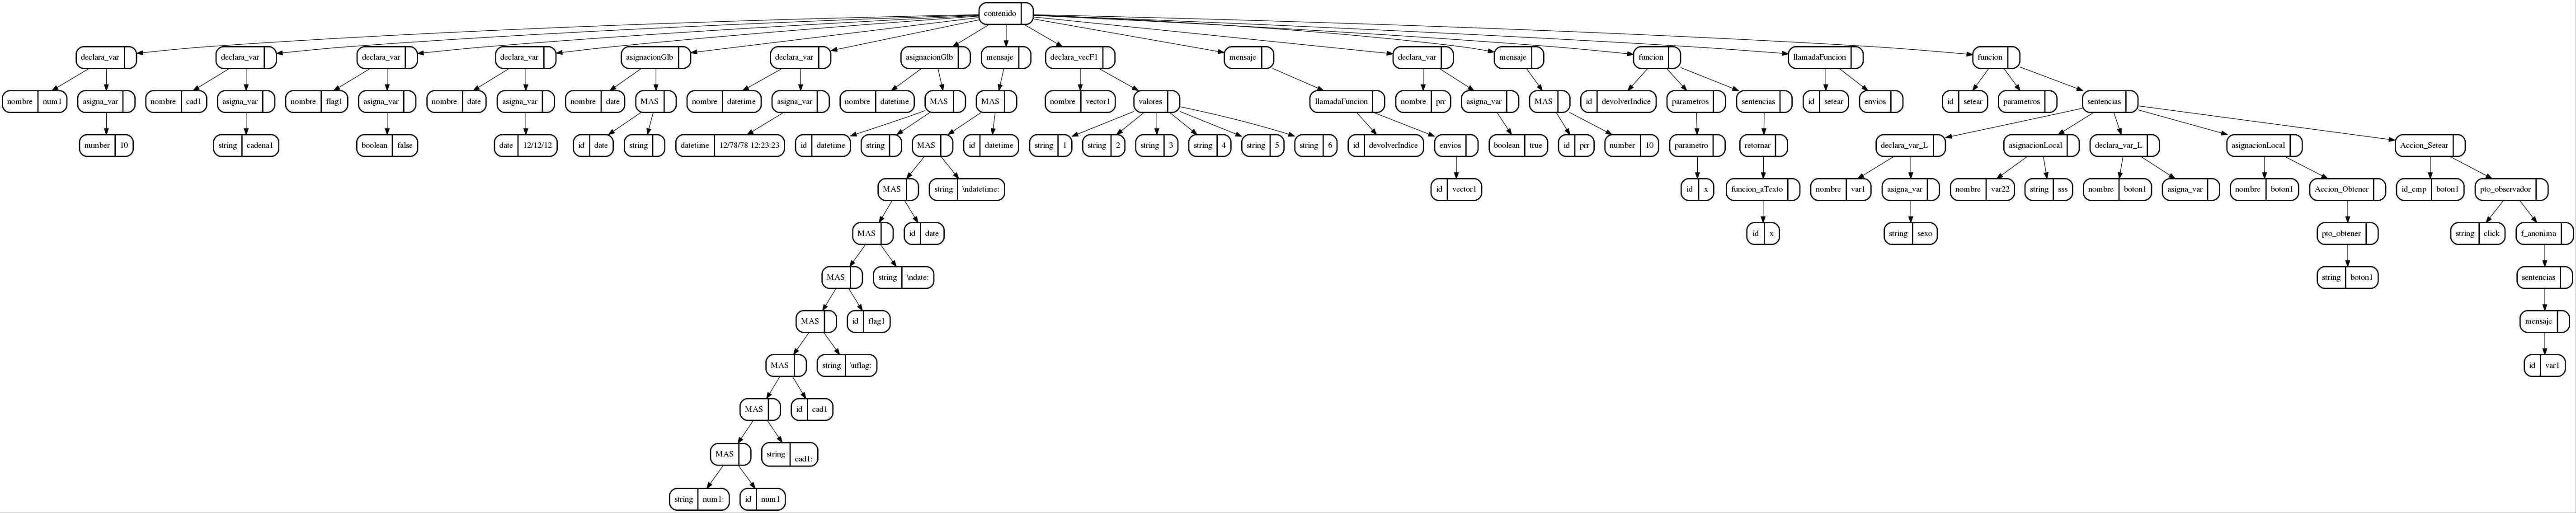 contenido
declara_var declara_var declara_var declara_var asignacionGlb declara_var asignacionGlb mensaje declara_vecF1 mensaje declara_var mensaje funcion llamadaFuncion funcion
nombre num1 asigna_var nombre cad1 asigna_var nombre flag1 asigna_var nombre date asigna_var nombre date MAS nombre datetime asigna_var nombre datetime MAS MAS nombre vector1 valores llamadaFuncion nombre prr asigna_var MAS id devolverIndice parametros sentencias id setear envios id setear parametros sentencias
number 10 string cadena1 boolean false date 12/12/12 id date string datetime 12/78/78 12:23:23 id datetime string MAS id datetime string 1 string 2 string 3 string 4 string 5 string 6 id devolverIndice envios boolean true id prr number 10 parametro retornar declara_var_L asignacionLocal declara_var_L asignacionLocal Accion_Setear
MAS string \ndatetime: id vector1 id x funcion_aTexto nombre var1 asigna_var nombre var22 string sss nombre boton1 asigna_var nombre boton1 Accion_Obtener id_cmp boton1 pto_observador
MAS id date id x string sexo pto_obtener string click f_anonima
MAS string \ndate: string boton1 sentencias
MAS id flag1 mensaje
MAS string \nflag: id var1
MAS id cad1
MAS string cad1:
string num1: id num1